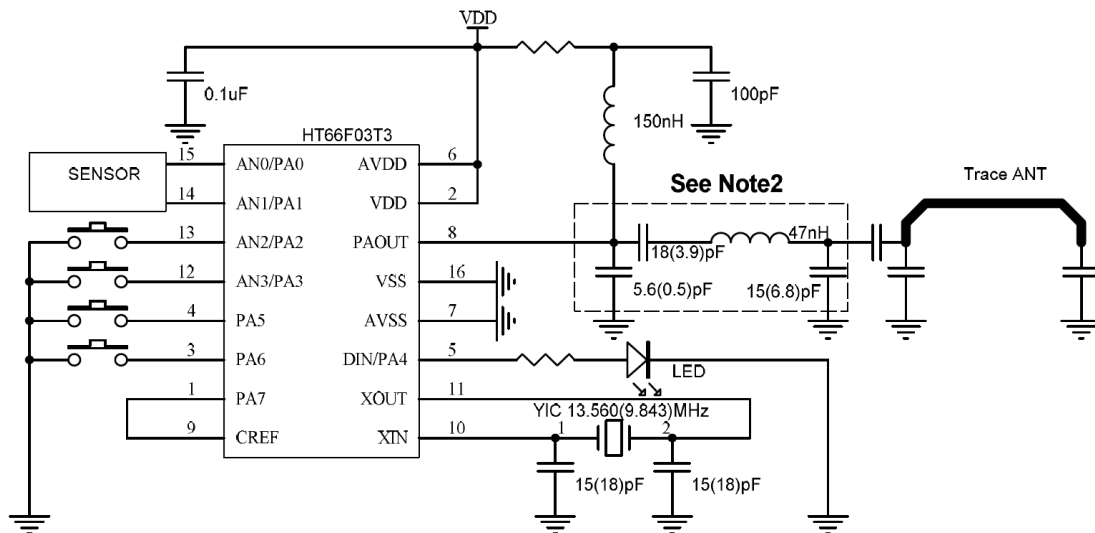 VDD
0.1uF
100pF
150nH
HT66F03T3
SENSOR
15 AN0/PA0 AVDD 6
14 AN1/PA1 VDD 2
13 AN2/PA2 PAOUT 8
12 AN3/PA3 VSS 16
4 PA5 AVSS 7
3 PA6 DIN/PA4 5
1 PA7 XOUT 11
9 CREF XIN 10
See Note2
Trace ANT
47nH
18(3.9)pF
5.6(0.5)pF
15(6.8)pF
LED
YIC 13.560(9.843)MHz
1 2
15(18)pF
15(18)pF